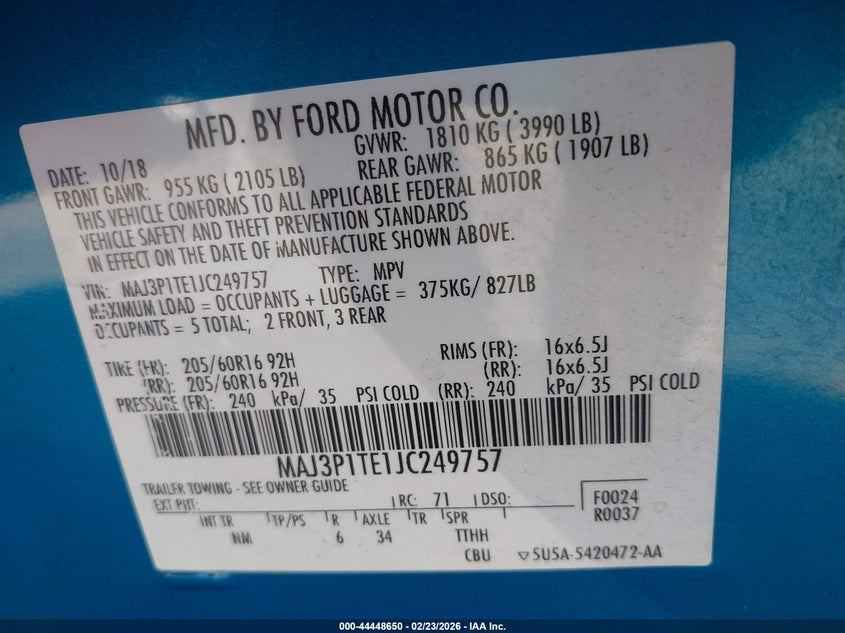 MFD. BY FORD MOTOR CO.
DATE: 10/18 GVWR: 1810 KG ( 3990 LB)
FRONT GAWR: 955 KG ( 2105 LB) REAR GAWR: 865 KG ( 1907 LB)
THIS VEHICLE CONFORMS TO ALL APPLICABLE FEDERAL MOTOR
VEHICLE SAFETY AND THEFT PREVENTION STANDARDS
IN EFFECT ON THE DATE OF MANUFACTURE SHOWN ABOVE.
VIN: MAJ3P1TE1JC249757 TYPE: MPV
MAXIMUM LOAD = OCCUPANTS + LUGGAGE = 375KG/ 827LB
OCCUPANTS = 5 TOTAL; 2 FRONT, 3 REAR
TIRE (FR): 205/60R16 92H RIMS (FR): 16x6.5J
(RR): 205/60R16 92H (RR): 16x6.5J
PRESSURE (FR): 240 kPa/ 35 PSI COLD (RR): 240 kPa/ 35 PSI COLD
MAJ3P1TE1JC249757
TRAILER TOWING - SEE OWNER GUIDE
EXT PNT: RC: 71 DSO: F0024
R0037
INT TR TP/PS R AXLE TR SPR
NM 6 34 TTHH
CBU 5U5A-5420472-AA
000-44448650 | 02/23/2026 - IAA Inc.